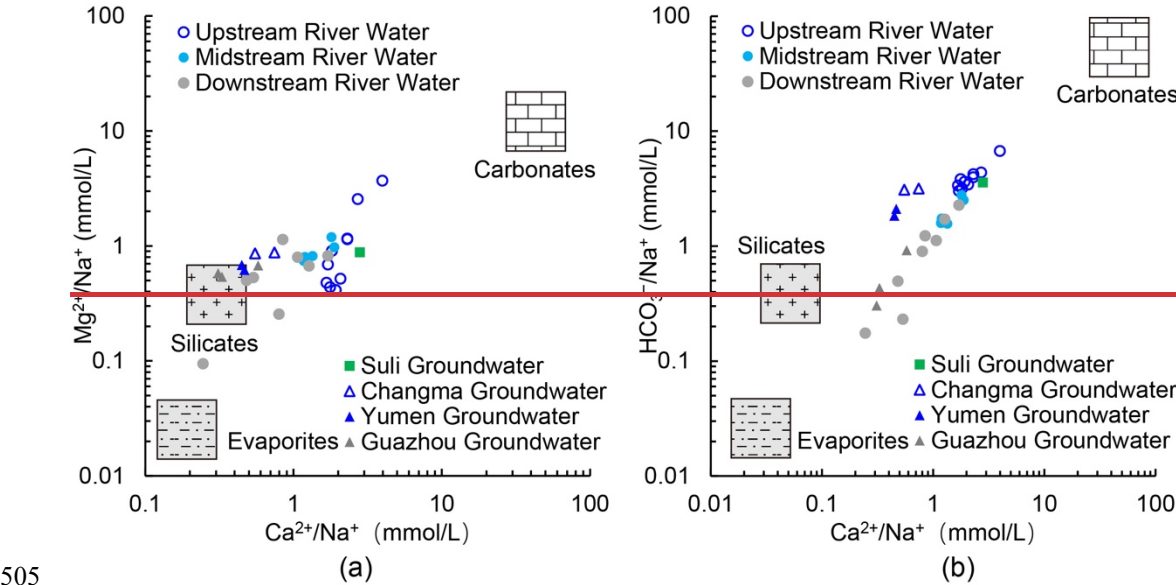 100
Upstream River Water
Midstream River Water
Downstream River Water
10
Carbonates
1
Silicates
0.1
Suli Groundwater
Changma Groundwater
Yumen Groundwater
Evaporites
Guazhou Groundwater
0.01
0.1 1 10 100
Mg²⁺/Na⁺ (mmol/L)
Ca²⁺/Na⁺ (mmol/L)
(a)
100
Upstream River Water
Midstream River Water
Downstream River Water
Carbonates
10
1
Silicates
0.1
Suli Groundwater
Changma Groundwater
Yumen Groundwater
Evaporites
Guazhou Groundwater
0.01
0.01 0.1 1 10 100
HCO₃⁻/Na⁺ (mmol/L)
Ca²⁺/Na⁺ (mmol/L)
(b)
505